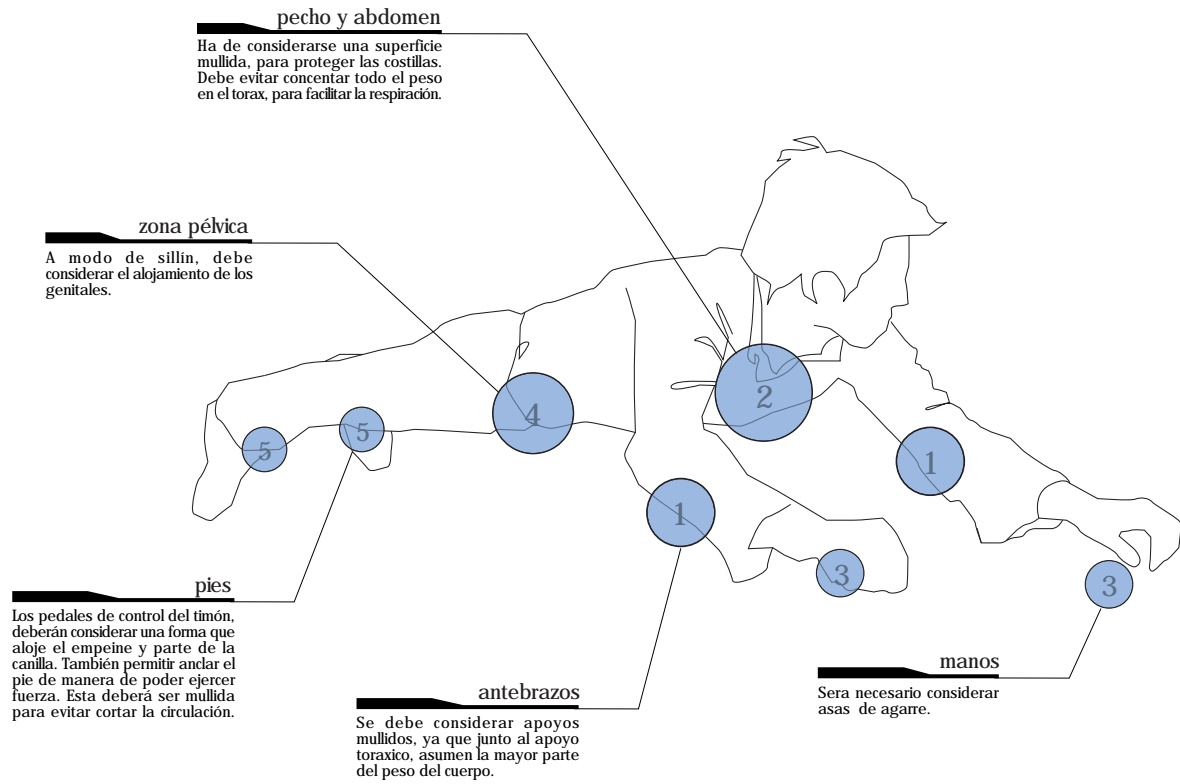 pecho y abdomen
Ha de considerarse una superficie
mullida, para proteger las costillas.
Debe evitar concentar todo el peso
en el torax, para facilitar la respiración.
zona pélvica
A modo de sillín, debe
considerar el alojamiento de los
genitales.
2
4
5
5
1
1
3
3
pies
Los pedales de control del timón,
deberán considerar una forma que
aloje el empeine y parte de la
canilla. También permitir anclar el
pie de manera de poder ejercer
fuerza. Esta deberá ser mullida
para evitar cortar la circulación.
antebrazos
Se debe considerar apoyos
mullidos, ya que junto al apoyo
toraxico, asumen la mayor parte
del peso del cuerpo.
manos
Sera necesario considerar
asas de agarre.